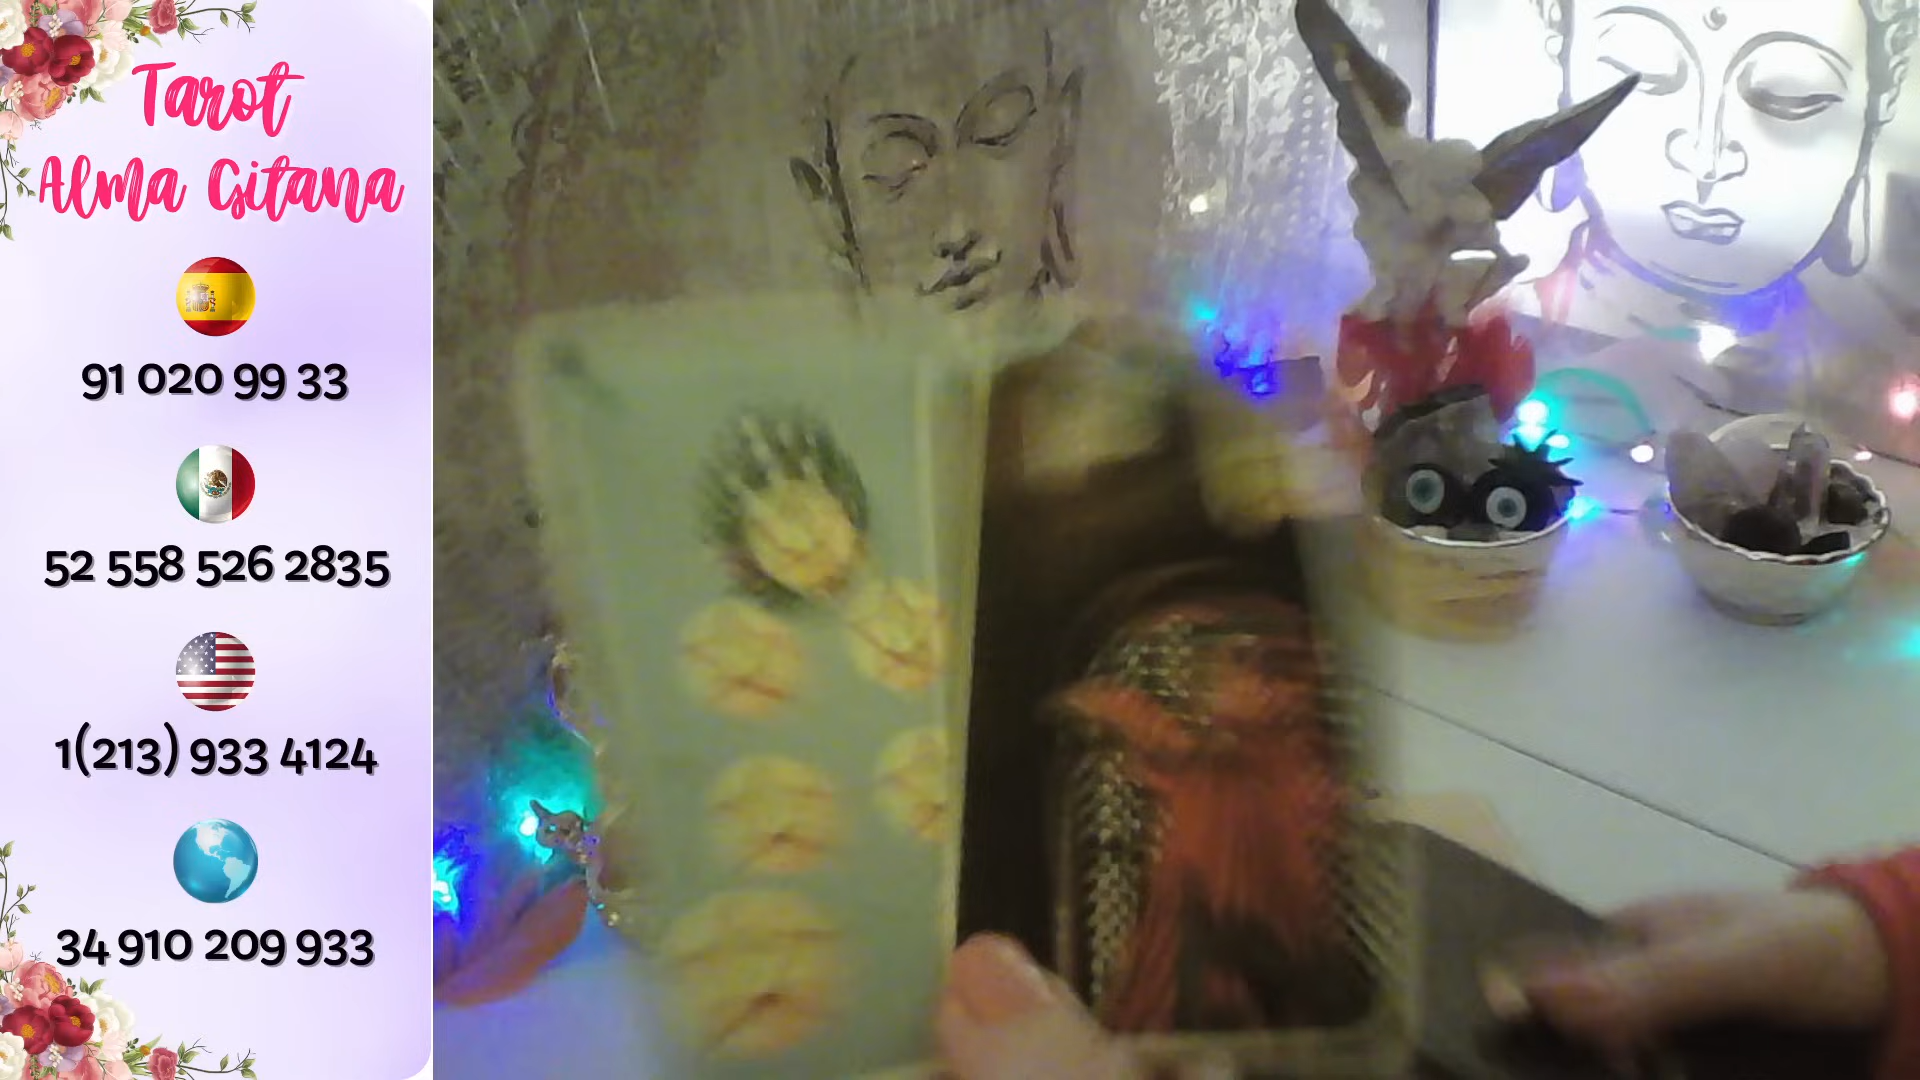 Tarot
Alma Gitana
91 020 99 33
52 558 526 2835
1(213) 933 4124
34 910 209 933